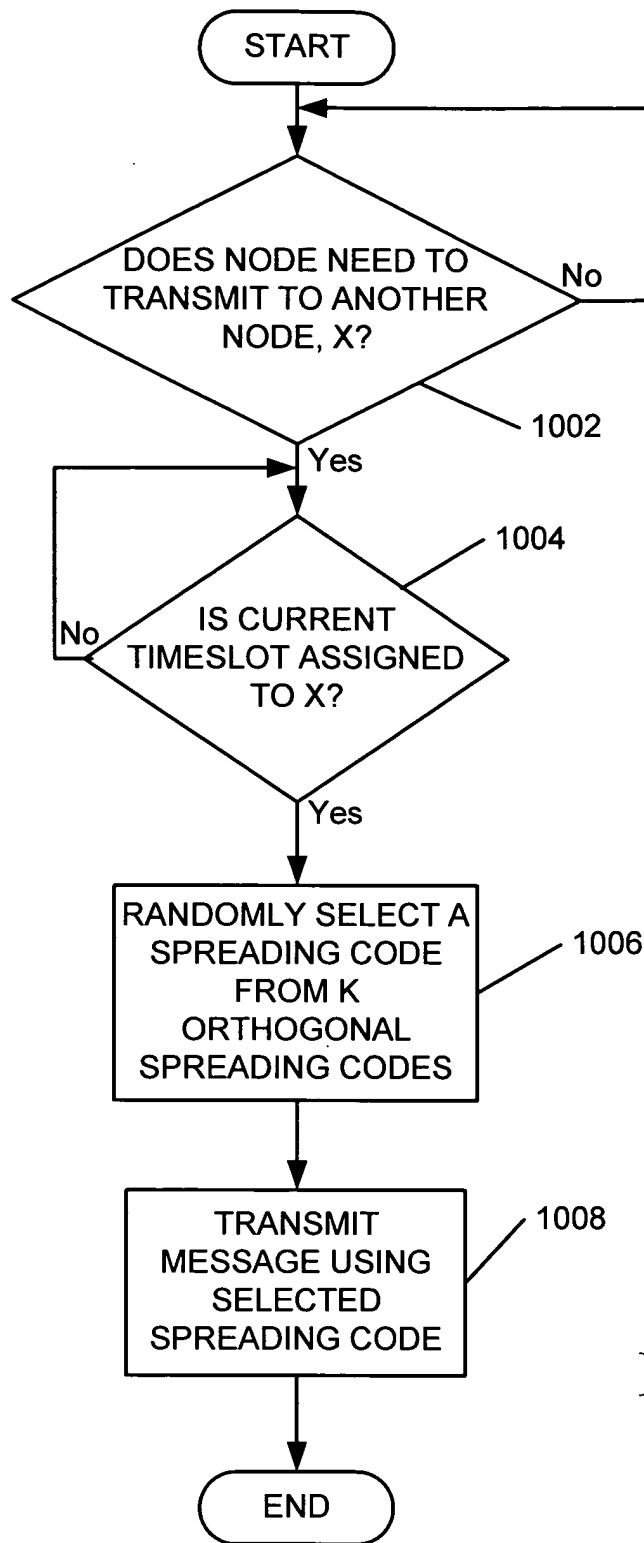 START
DOES NODE NEED TO
TRANSMIT TO ANOTHER
NODE, X?
No
1002
Yes
1004
IS CURRENT
TIMESLOT ASSIGNED
TO X?
No
Yes
RANDOMLY SELECT A
SPREADING CODE
FROM K
ORTHOGONAL
SPREADING CODES
1006
TRANSMIT
MESSAGE USING
SELECTED
SPREADING CODE
1008
END